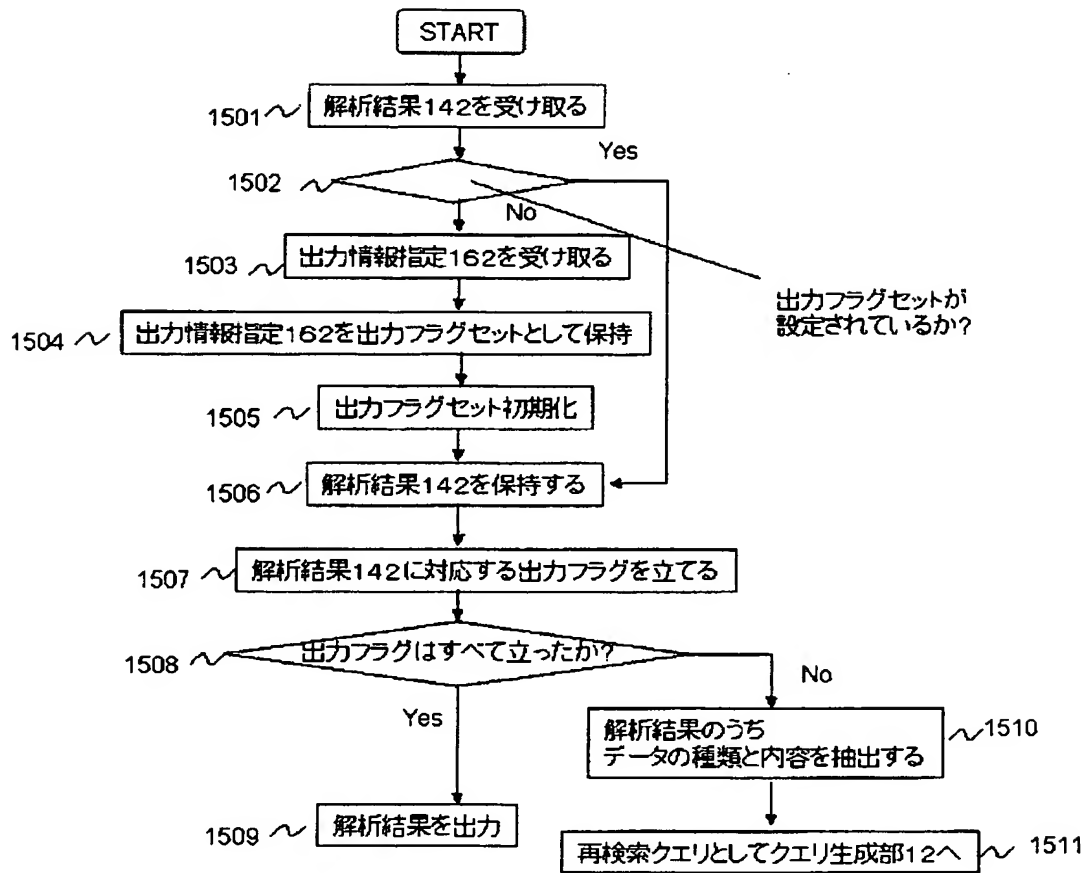 START
1501
解析結果142を受け取る
Yes
1502
No
1503
出力情報指定162を受け取る
出力フラグセットが
設定されているか?
1504
出力情報指定162を出力フラグセットとして保持
1505
出力フラグセット初期化
1506
解析結果142を保持する
1507
解析結果142に対応する出力フラグを立てる
1508
出力フラグはすべて立ったか?
No
Yes
解析結果のうち
データの種類と内容を抽出する
1510
1509
解析結果を出力
再検索クエリとしてクエリ生成部12へ
1511